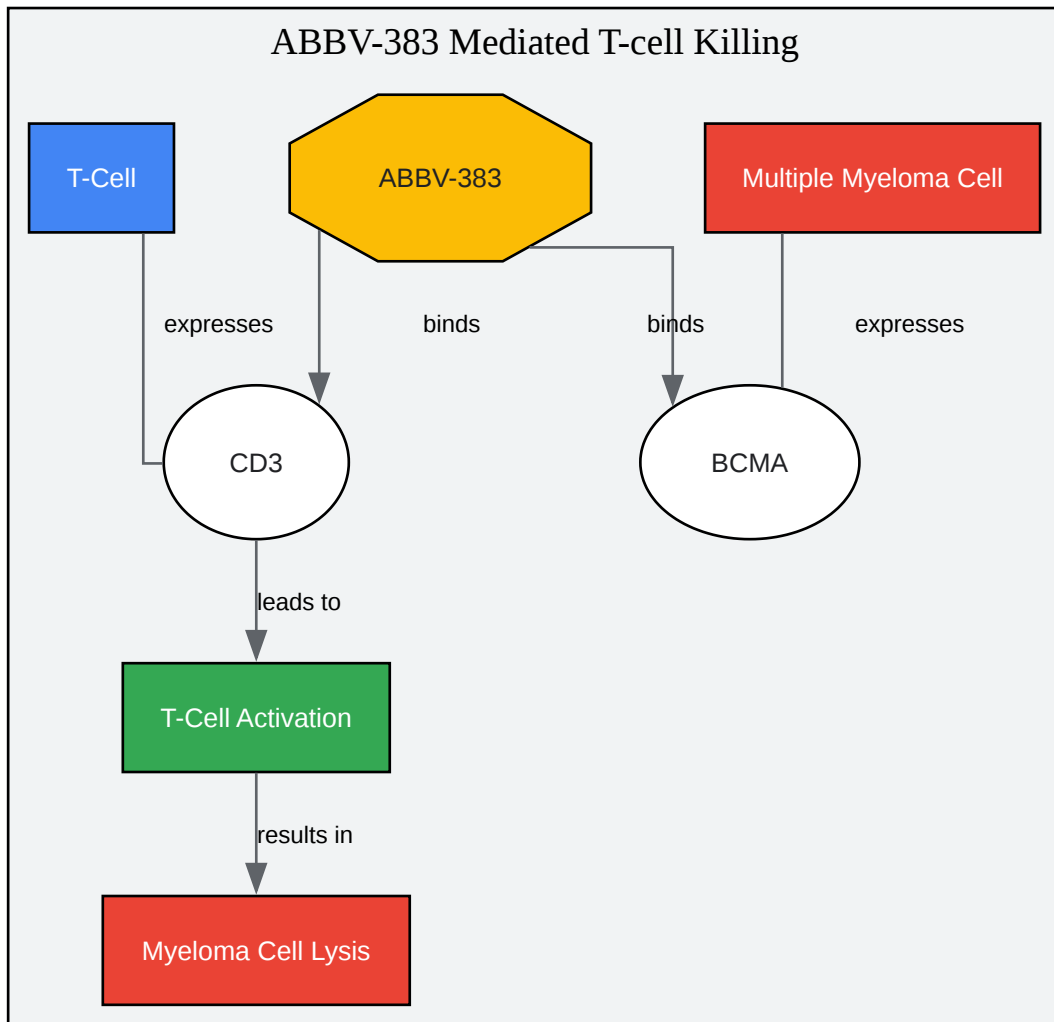 ABBV-383 Mediated T-cell Killing
T-Cell
ABBV-383
Multiple Myeloma Cell
expresses
binds
binds
expresses
CD3
BCMA
leads to
T-Cell Activation
results in
Myeloma Cell Lysis